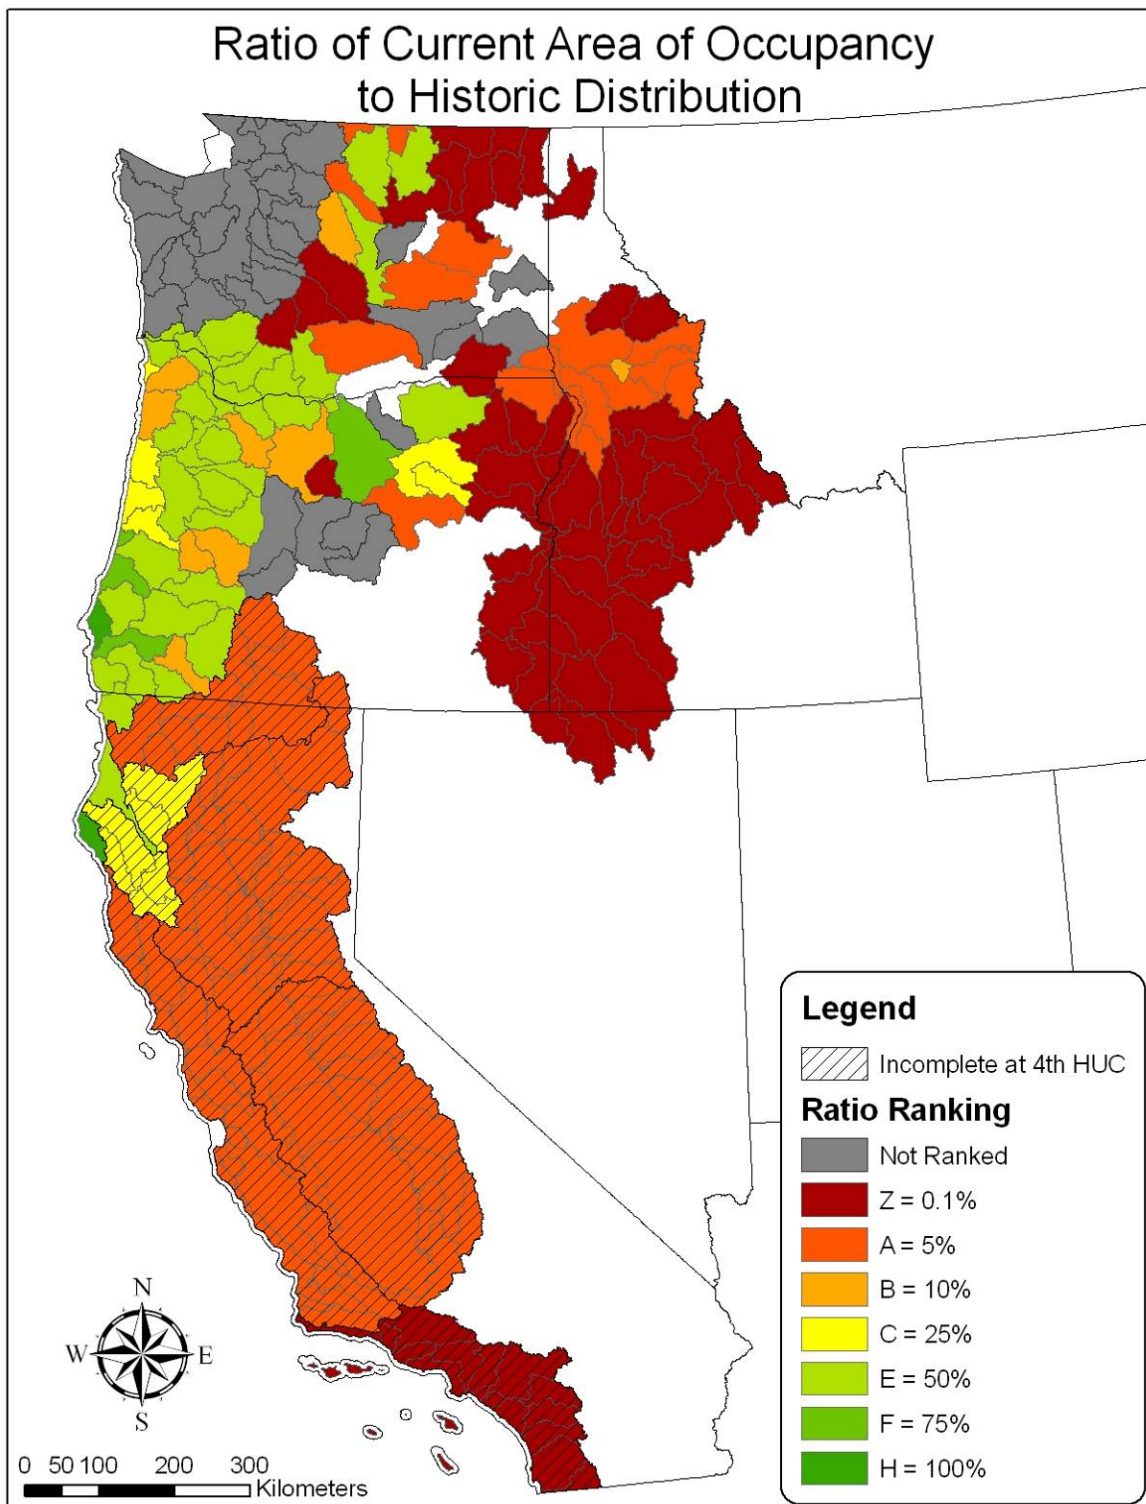 Ratio of Current Area of Occupancy
to Historic Distribution
Legend
Incomplete at 4th HUC
Ratio Ranking
Not Ranked
Z = 0.1%
A = 5%
B = 10%
C = 25%
E = 50%
F = 75%
H = 100%
N
W E
S
0 50 100 200 300
Kilometers